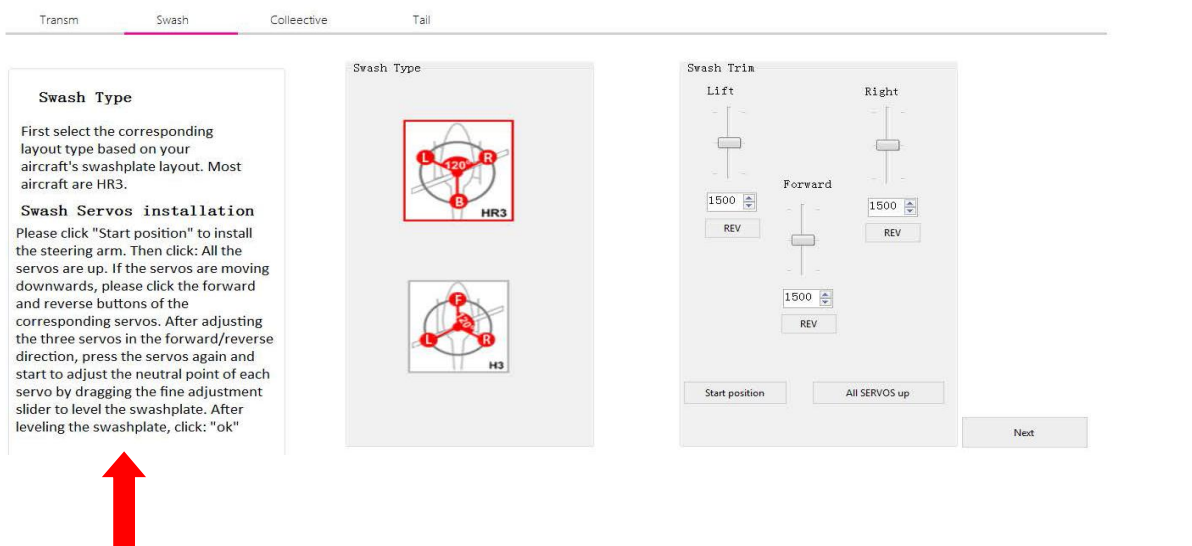 Transm Swash Colleective Tail
Swash Type
First select the corresponding
layout type based on your
aircraft's swashplate layout. Most
aircraft are HR3.
Swash Servos installation
Please click "Start position" to install
the steering arm. Then click: All the
servos are up. If the servos are moving
downwards, please click the forward
and reverse buttons of the
corresponding servos. After adjusting
the three servos in the forward/reverse
direction, press the servos again and
start to adjust the neutral point of each
servo by dragging the fine adjustment
slider to level the swashplate. After
leveling the swashplate, click: "ok"
Swash Type
L R
120°
B
HR3
F
L R
H3
Swash Trim
Lift
1500
REV
Forward
1500
REV
Right
1500
REV
Start position
All SERVOS up
Next